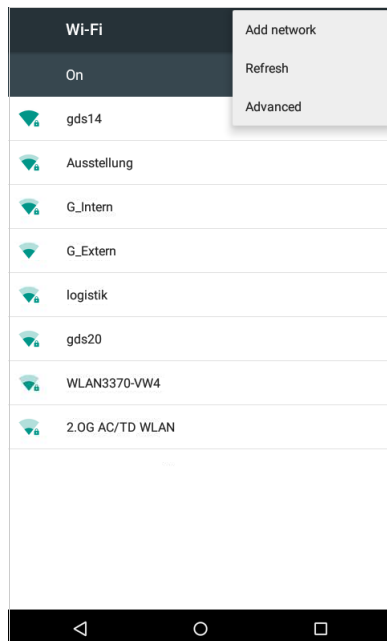 Wi-Fi
Add network
On
Refresh
Advanced
gds14
Ausstellung
G_Intern
G_Extern
logistik
gds20
WLAN3370-VW4
2.OG AC/TD WLAN